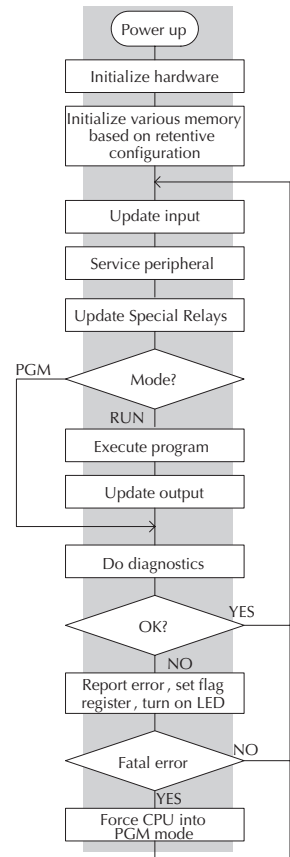 Power up
Initialize hardware
Initialize various memory
based on retentive
configuration
Update input
Service peripheral
Update Special Relays
PGM
Mode?
RUN
Execute program
Update output
Do diagnostics
YES
OK?
NO
Report error , set flag
register , turn on LED
NO
Fatal error
YES
Force CPU into
PGM mode